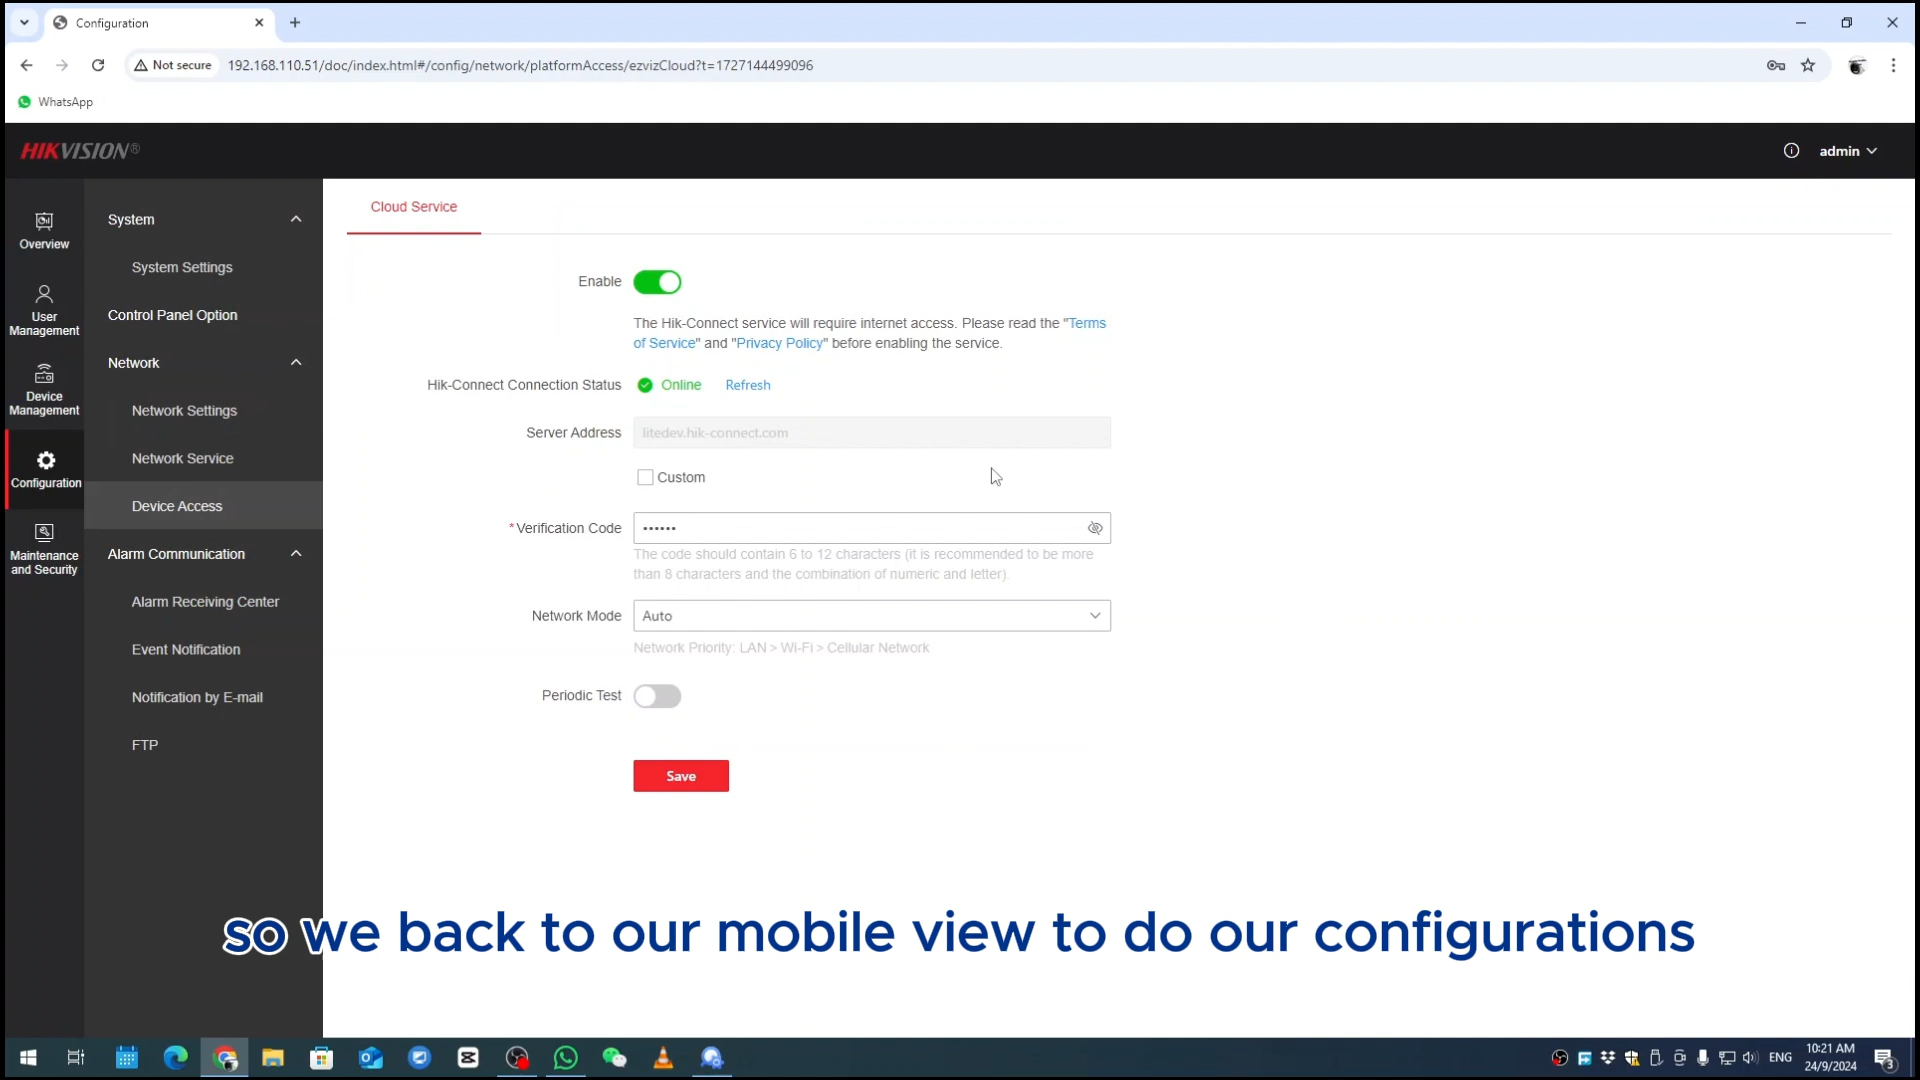 Configuration
Not secure
192.168.110.51/doc/index.html#/config/network/platformAccess/ezvizCloud?t=1727144499096
WhatsApp
HIKVISION®
admin
Overview
User
Management
Device
Management
Configuration
Maintenance
and Security
System
System Settings
Control Panel Option
Network
Network Settings
Network Service
Device Access
Alarm Communication
Alarm Receiving Center
Event Notification
Notification by E-mail
FTP
Cloud Service
Enable
The Hik-Connect service will require internet access. Please read the "Terms
of Service" and "Privacy Policy" before enabling the service.
Hik-Connect Connection Status Online Refresh
Server Address litedev.hik-connect.com
Custom
*Verification Code ••••••
The code should contain 6 to 12 characters (it is recommended to be more
than 8 characters and the combination of numeric and letter).
Network Mode Auto
Network Priority: LAN > Wi-Fi > Cellular Network
Periodic Test
Save
so we back to our mobile view to do our configurations
ENG
10:21 AM
24/9/2024
3